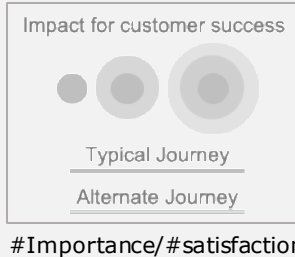 Impact for customer success
Typical Journey
Alternate Journey
#Importance/#satisfaction